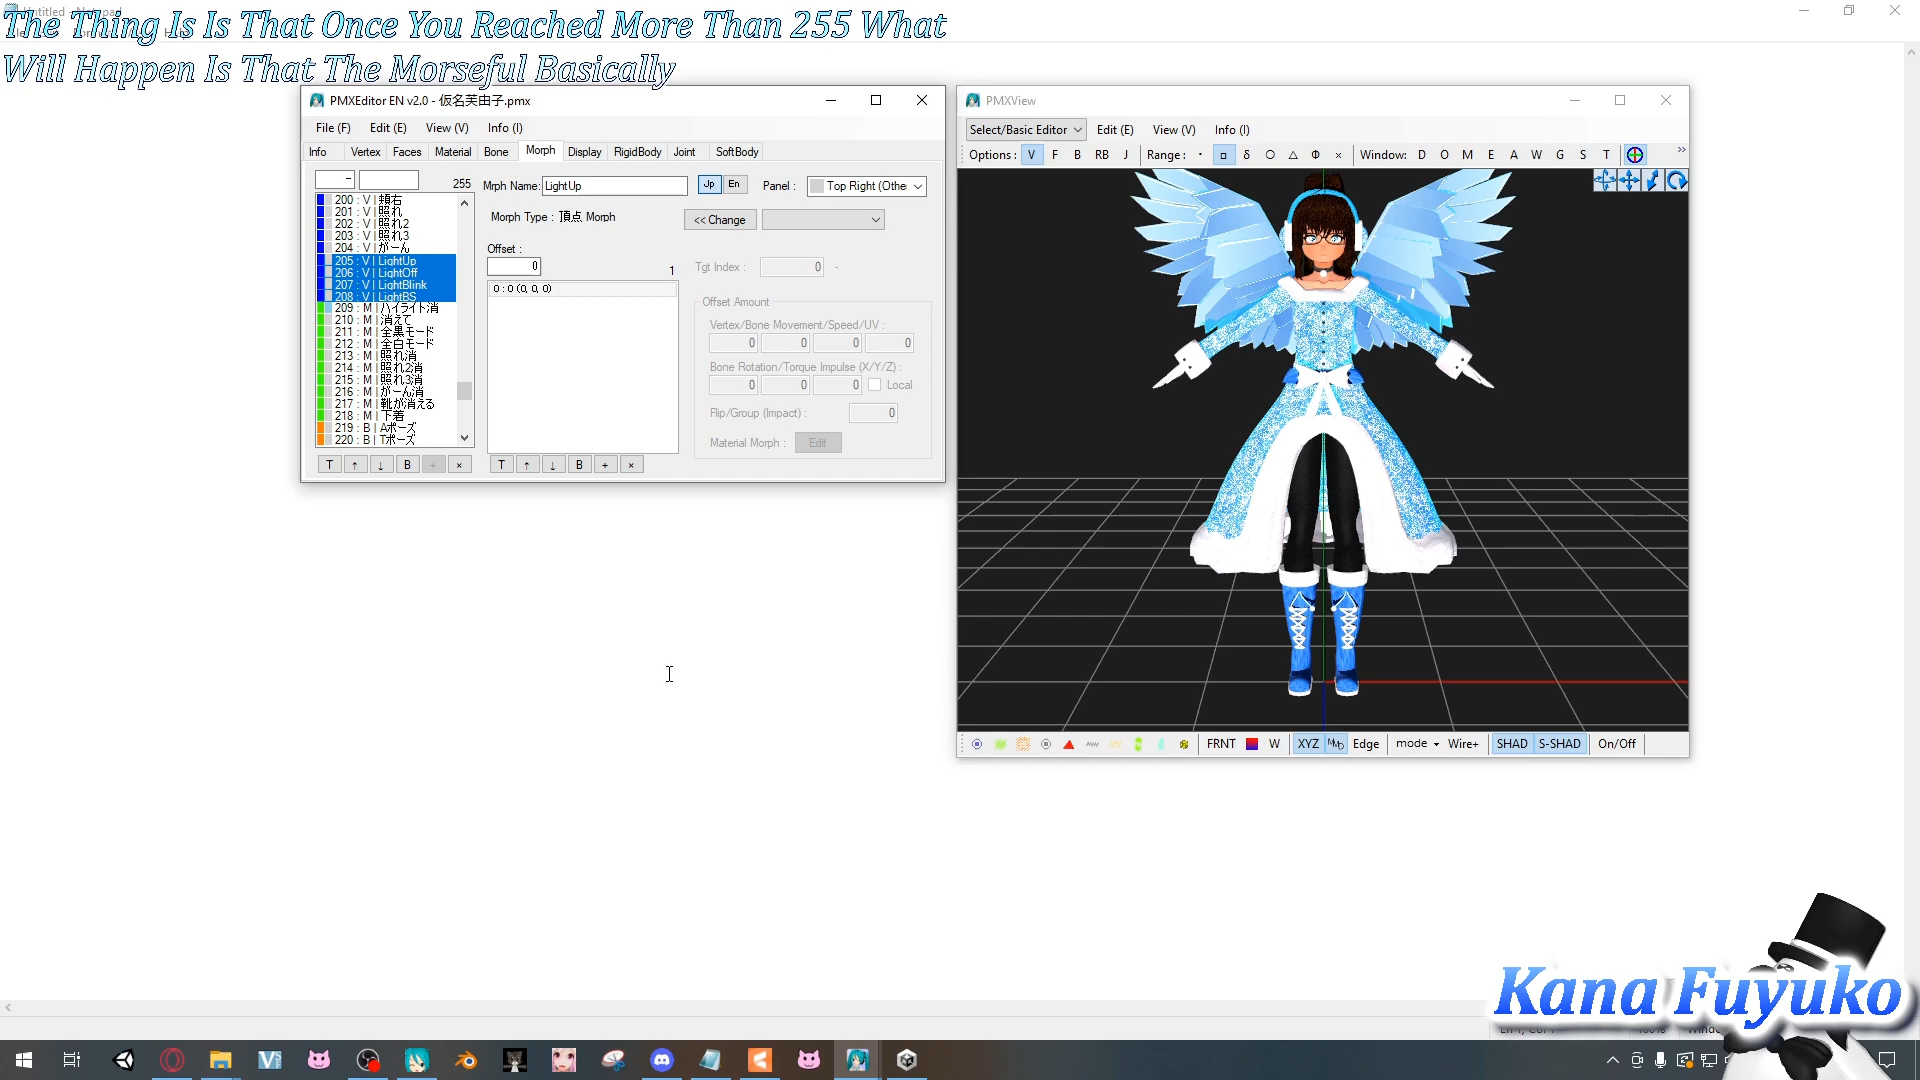 The Thing Is Is That Once You Reached More Than 255 What
Will Happen Is That The Morseful Basically
PMXEditor EN v2.0 - 仮名芙由子.pmx
File (F) Edit (E) View (V) Info (I)
Info Vertex Faces Material Bone Morph Display RigidBody Joint SoftBody
- 255 Mrph Name: LightUp Jp En Panel : Top Right (Other
Morph Type : 頂点 Morph << Change
Offset :
0 1 Tgt Index : 0 -
200 : V | 頬右
201 : V | 照れ
202 : V | 照れ2
203 : V | 照れ3
204 : V | がーん
205 : V | LightUp
206 : V | LightOff
207 : V | LightBlink
208 : V | LightBS
209 : M | ハイライト消
210 : M | 消えて
211 : M | 全黒モード
212 : M | 全白モード
213 : M | 照れ消
214 : M | 照れ2消
215 : M | 照れ3消
216 : M | がーん消
217 : M | 靴が消える
218 : M | 下着
219 : B | Aポーズ
220 : B | Tポーズ
0 : 0 (0, 0, 0)
Offset Amount
Vertex/Bone Movement/Speed/UV :
0 0 0 0
Bone Rotation/Torque Impulse (X/Y/Z) :
0 0 0 Local
Flip/Group (Impact) : 0
Material Morph : Edit
T ↑ ↓ B + × T ↑ ↓ B + ×
PMXView
Select/Basic Editor Edit (E) View (V) Info (I)
Options : V F B RB J Range : · □ δ ○ △ Φ × Window: D O M E A W G S T »
FRNT W XYZ Edge mode Wire+ SHAD S-SHAD On/Off
Kana Fuyuko